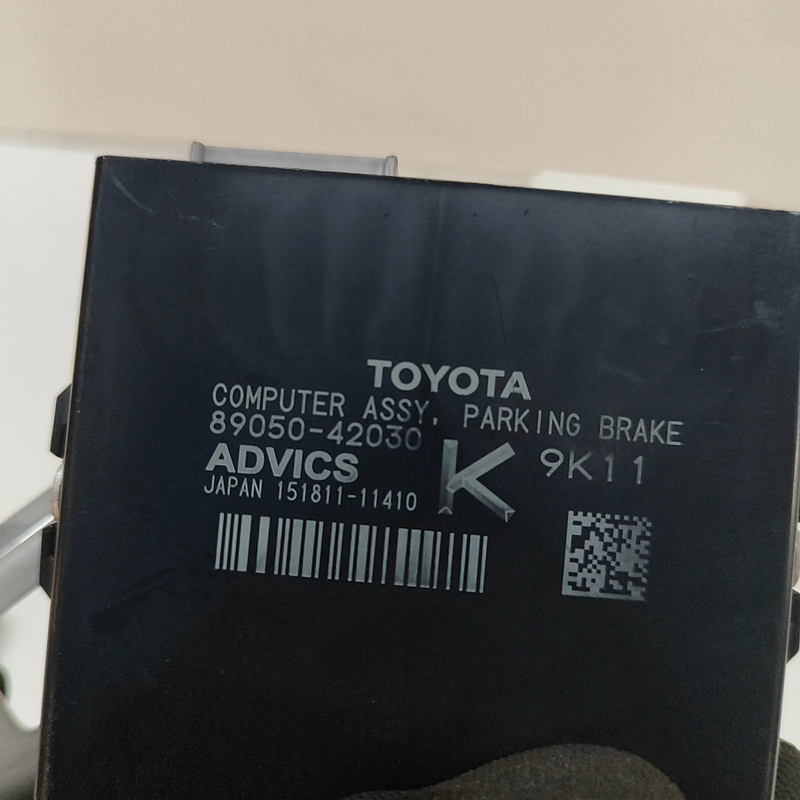 TOYOTA
COMPUTER ASSY, PARKING BRAKE
89050-42030
ADVICS K 9K11
JAPAN 151811-11410